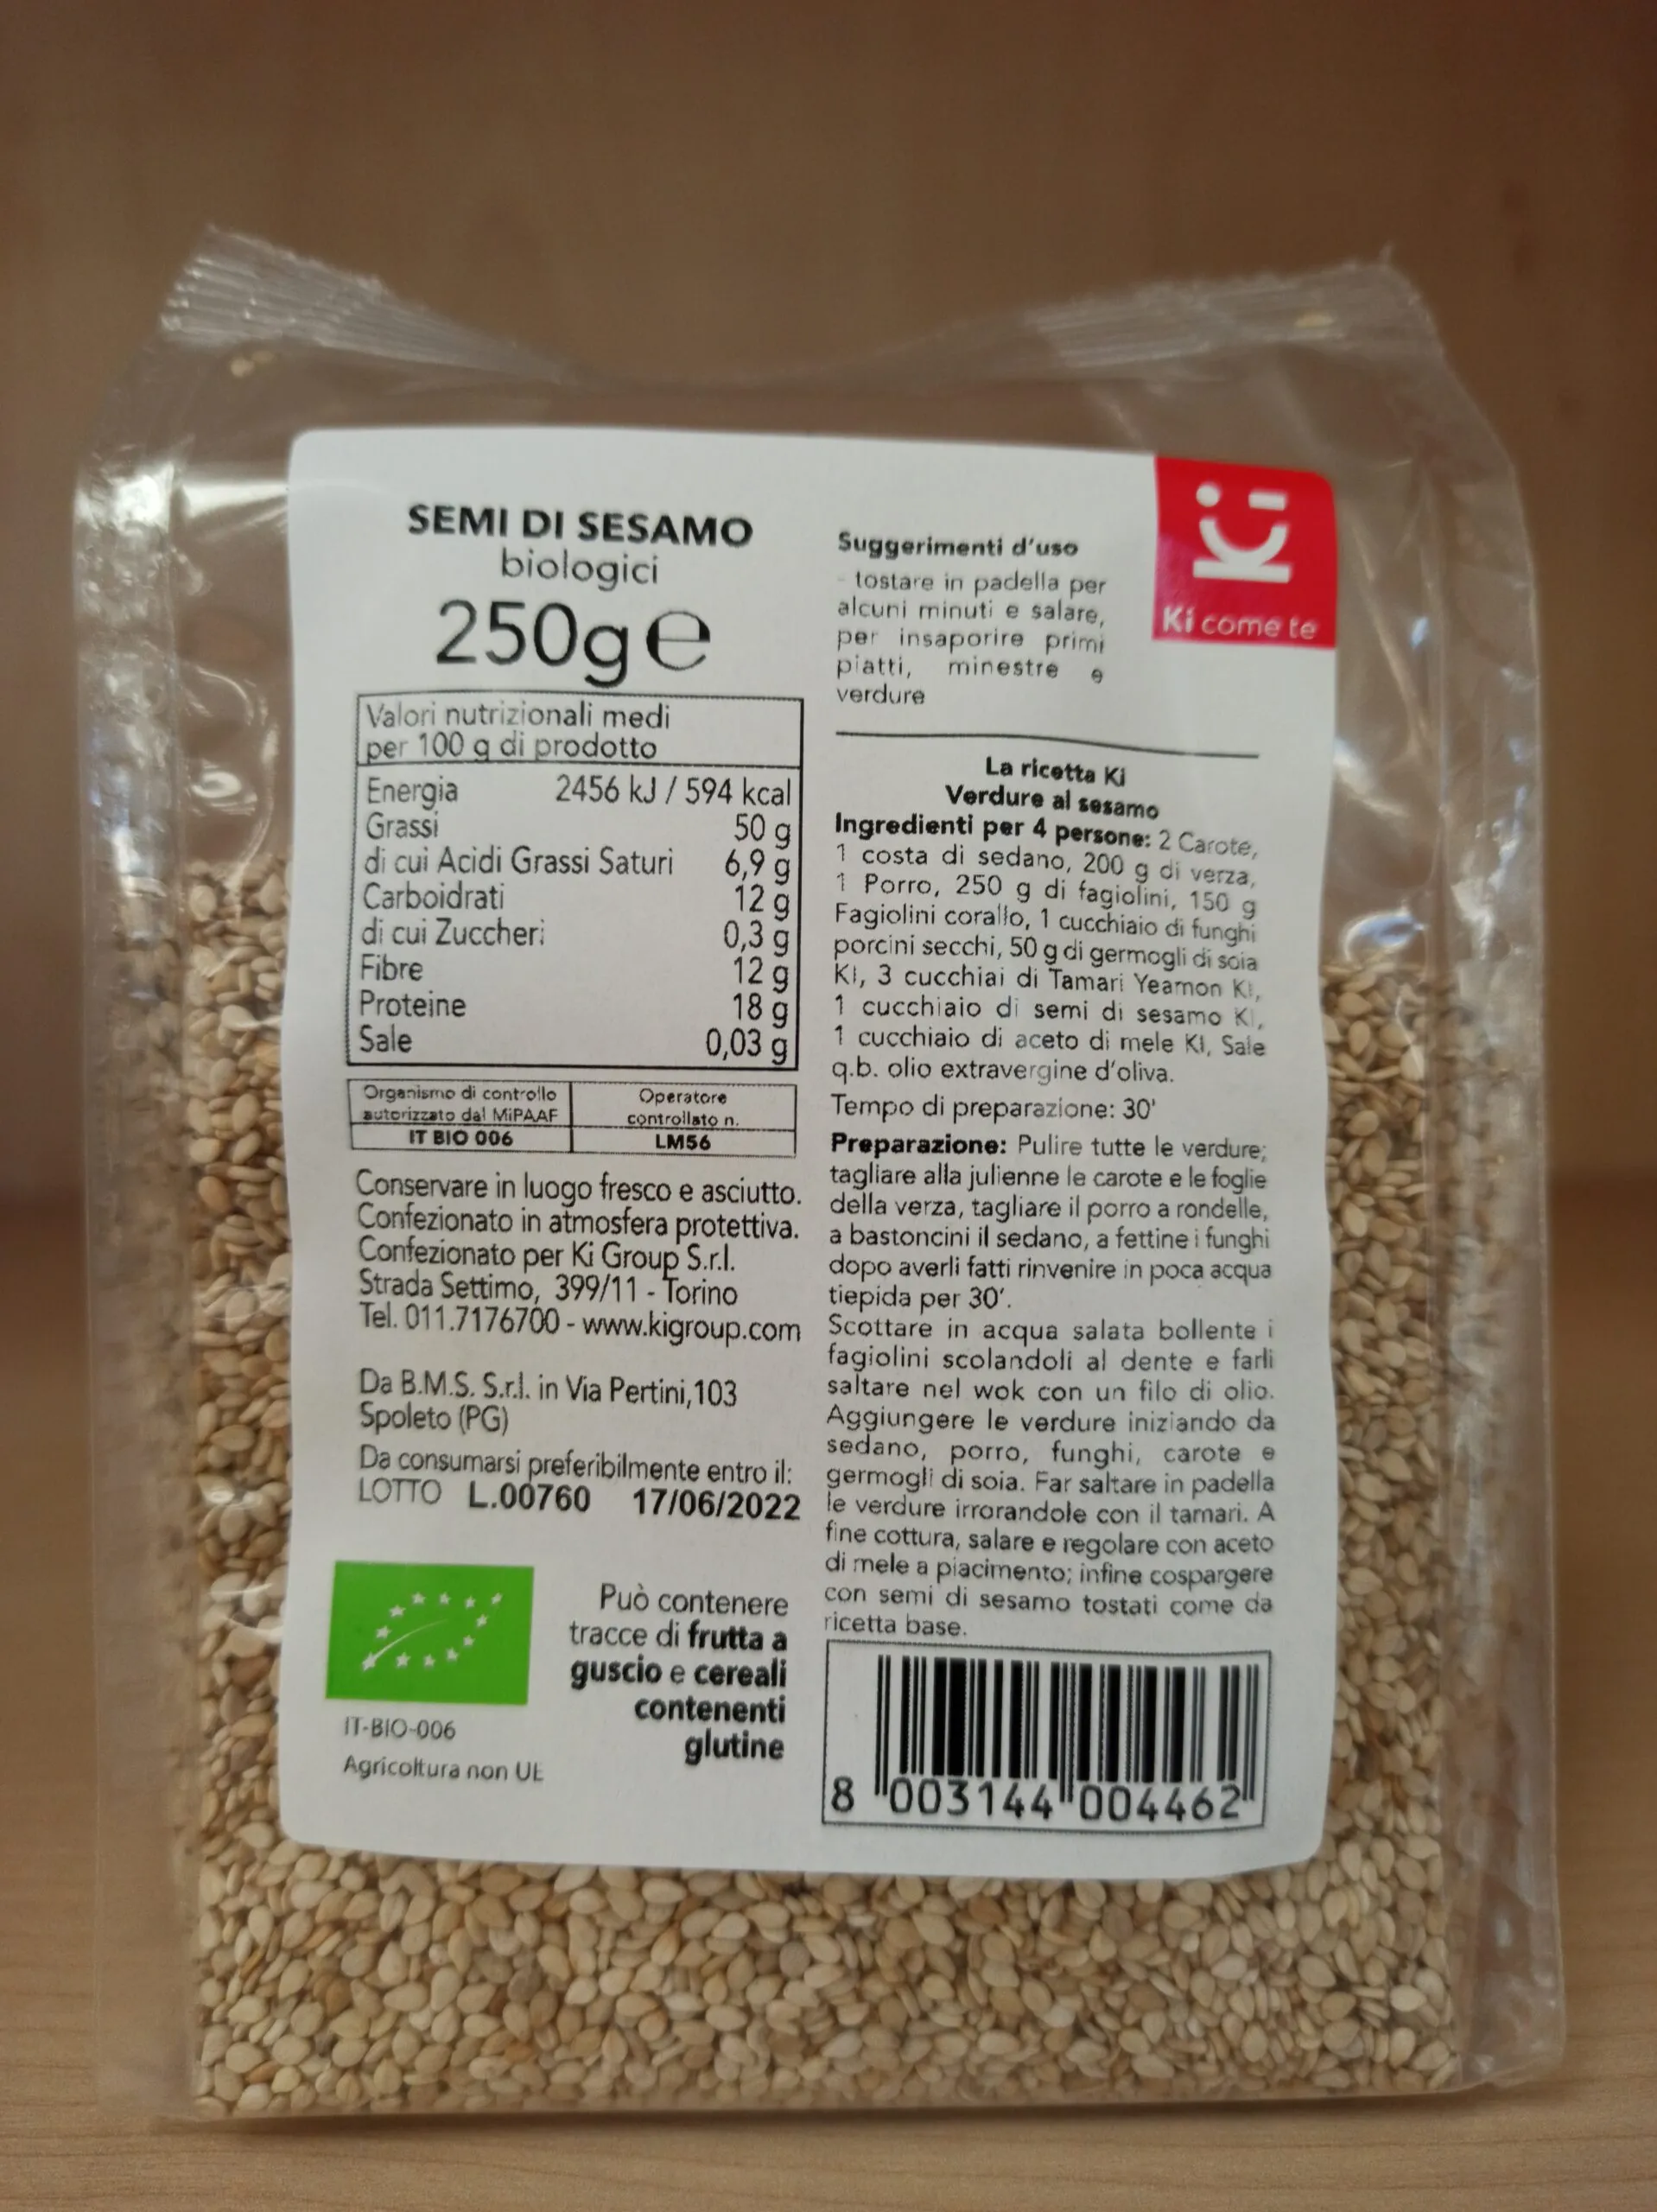 SEMI DI SESAMO
biologici
250g e
Valori nutrizionali medi
per 100 g di prodotto
Energia 2456 kJ / 594 kcal
Grassi 50 g
di cui Acidi Grassi Saturi 6,9 g
Carboidrati 12 g
di cui Zuccheri 0,3 g
Fibre 12 g
Proteine 18 g
Sale 0,03 g
Organismo di controllo
autorizzato dal MiPAAF
IT BIO 006
Operatore
controllato n.
LM56
Conservare in luogo fresco e asciutto.
Confezionato in atmosfera protettiva.
Confezionato per Ki Group S.r.l.
Strada Settimo, 399/11 - Torino
Tel. 011.7176700 - www.kigroup.com
Da B.M.S. S.r.l. in Via Pertini,103
Spoleto (PG)
Da consumarsi preferibilmente entro il:
LOTTO L.00760 17/06/2022
IT-BIO-006
Agricoltura non UE
Può contenere
tracce di frutta a
guscio e cereali
contenenti
glutine
Ki
Ki come te
Suggerimenti d'uso
- tostare in padella per
alcuni minuti e salare,
per insaporire primi
piatti, minestre e
verdure
La ricetta Ki
Verdure al sesamo
Ingredienti per 4 persone: 2 Carote,
1 costa di sedano, 200 g di verza,
1 Porro, 250 g di fagiolini, 150 g
Fagiolini corallo, 1 cucchiaio di funghi
porcini secchi, 50 g di germogli di soia
KI, 3 cucchiai di Tamari Yearnon KI,
1 cucchiaio di semi di sesamo KI,
1 cucchiaio di aceto di mele KI, Sale
q.b. olio extravergine d'oliva.
Tempo di preparazione: 30'
Preparazione: Pulire tutte le verdure;
tagliare alla julienne le carote e le foglie
della verza, tagliare il porro a rondelle,
a bastoncini il sedano, a fettine i funghi
dopo averli fatti rinvenire in poca acqua
tiepida per 30'.
Scottare in acqua salata bollente i
fagiolini scolandoli al dente e farli
saltare nel wok con un filo di olio.
Aggiungere le verdure iniziando da
sedano, porro, funghi, carote e
germogli di soia. Far saltare in padella
le verdure irrorandole con il tamari. A
fine cottura, salare e regolare con aceto
di mele a piacimento; infine cospargere
con semi di sesamo tostati come da
ricetta base.
8 003144 004462